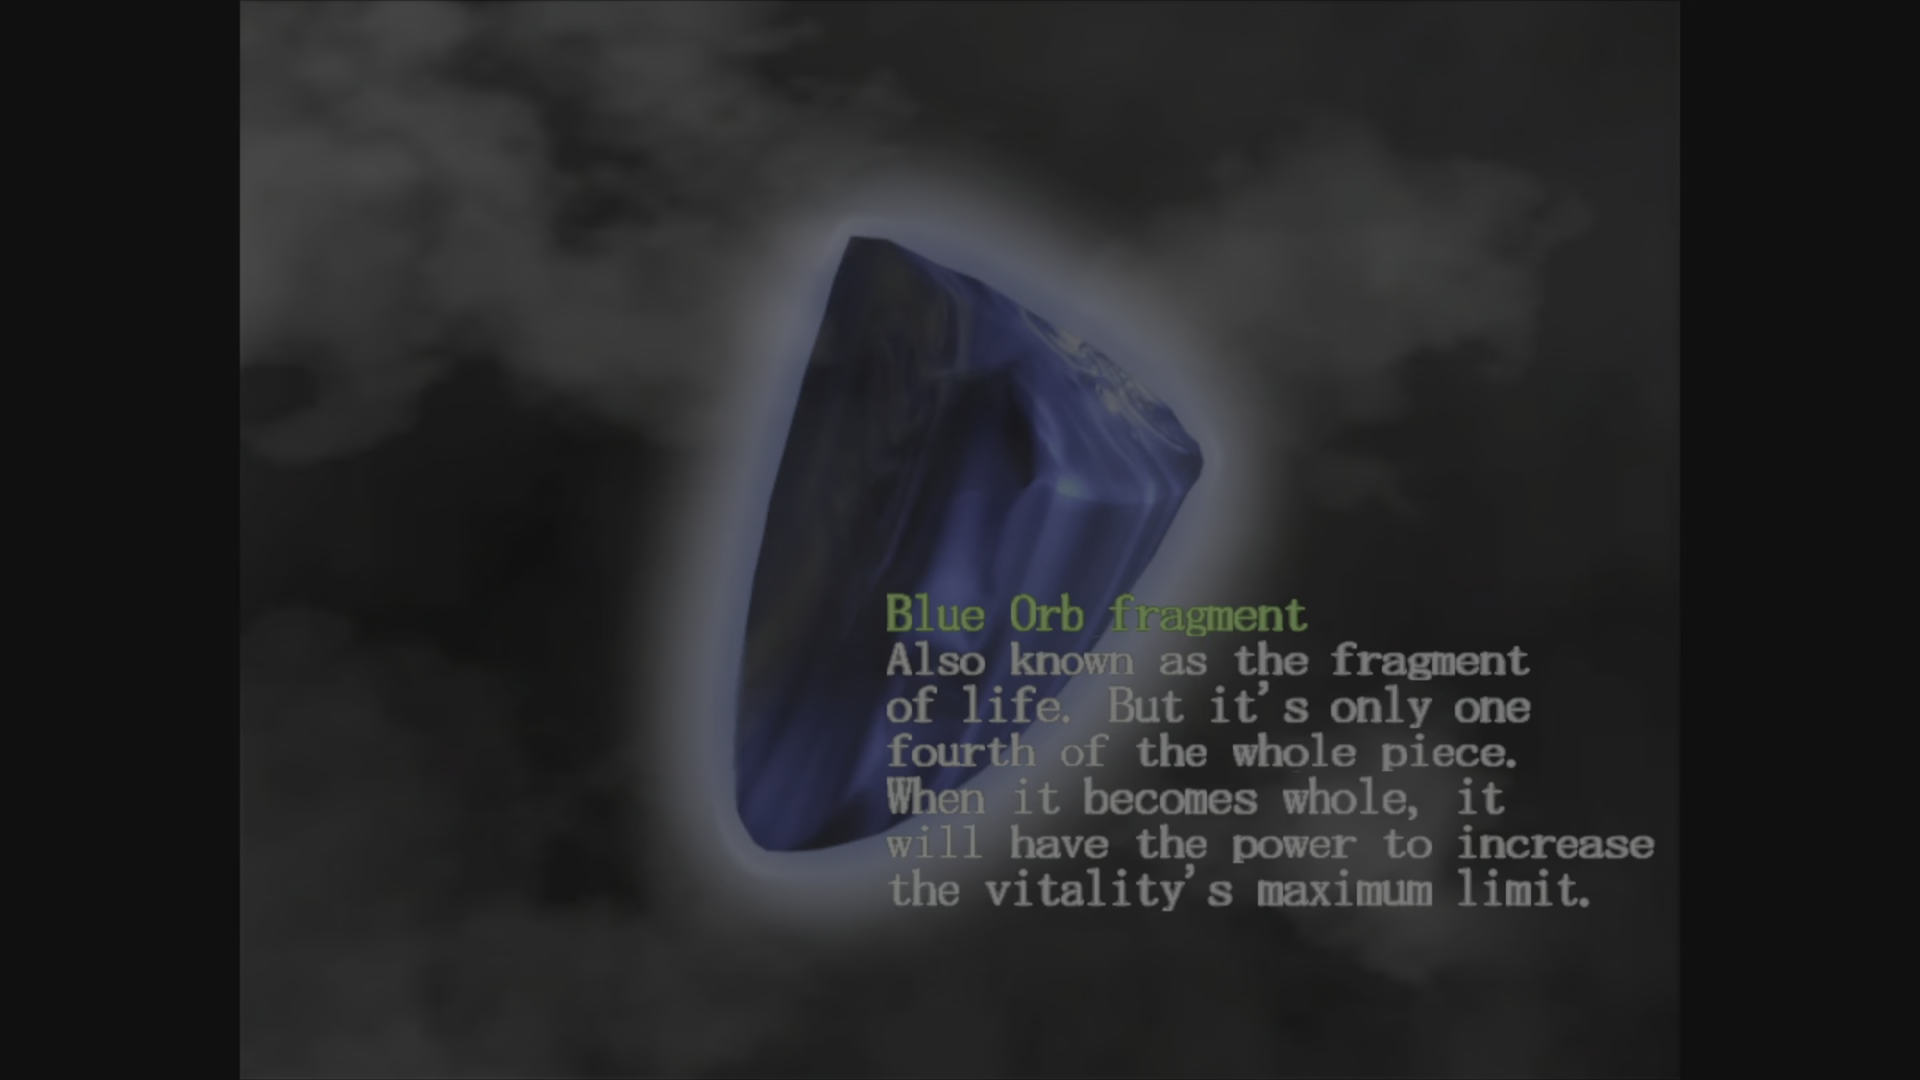 Blue Orb fragment
Also known as the fragment
of life. But it's only one
fourth of the whole piece.
When it becomes whole, it
will have the power to increase
the vitality's maximum limit.